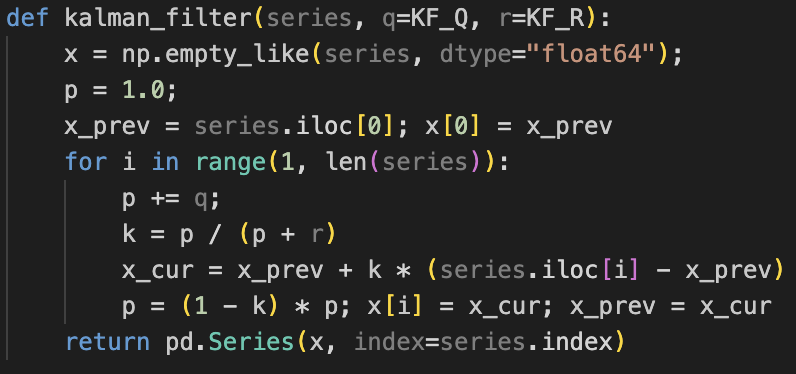 def kalman_filter(series, q=KF_Q, r=KF_R):
    x = np.empty_like(series, dtype="float64");
    p = 1.0;
    x_prev = series.iloc[0]; x[0] = x_prev
    for i in range(1, len(series)):
        p += q;
        k = p / (p + r)
        x_cur = x_prev + k * (series.iloc[i] - x_prev)
        p = (1 - k) * p; x[i] = x_cur; x_prev = x_cur
    return pd.Series(x, index=series.index)